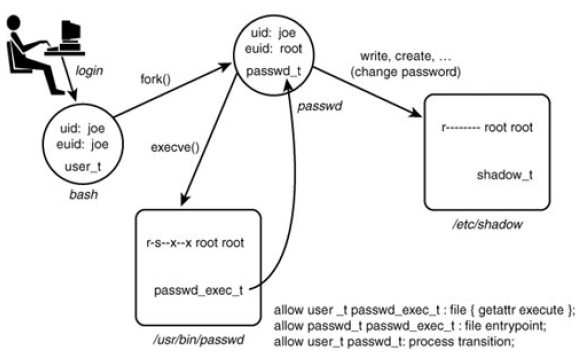 login
uid: joe
euid: joe
user_t
bash
fork()
uid: joe
euid: root
passwd_t
passwd
execve()
write, create, ...
(change password)
r-------- root root
shadow_t
/etc/shadow
r-s--x--x root root
passwd_exec_t
/usr/bin/passwd
allow user _t passwd_exec_t : file { getattr execute };
allow passwd_t passwd_exec_t : file entrypoint;
allow user_t passwd_t: process transition;